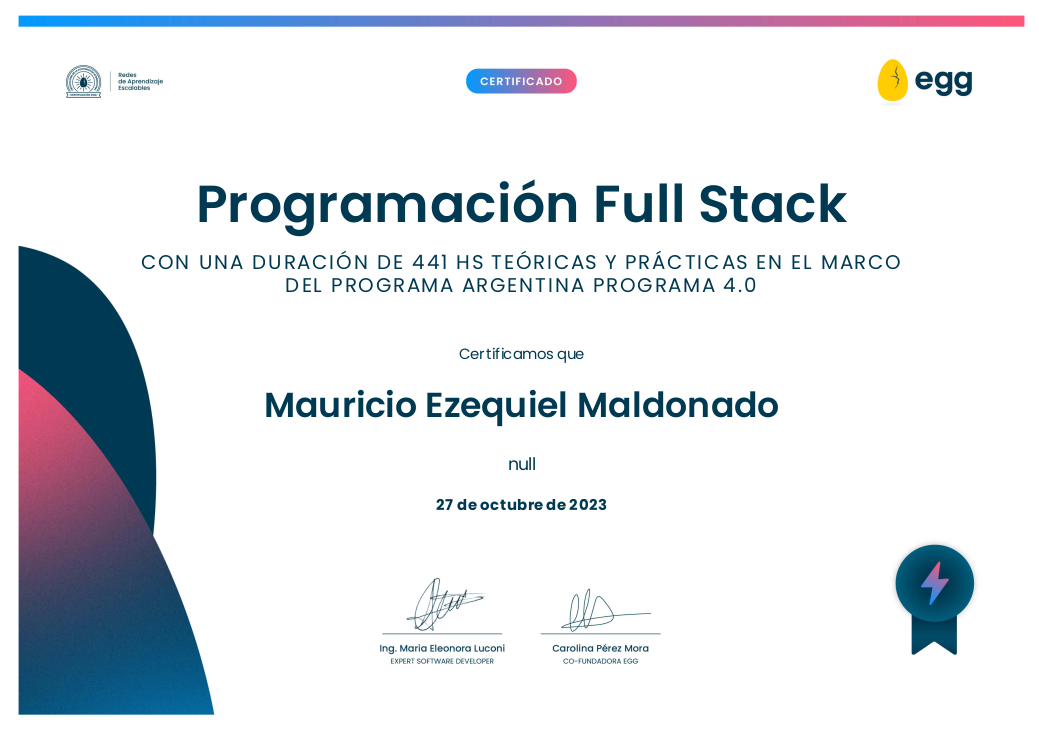 Redes
de Aprendizaje
Escalables
CERTIFICADO
egg
Programación Full Stack
CON UNA DURACIÓN DE 441 HS TEÓRICAS Y PRÁCTICAS EN EL MARCO
DEL PROGRAMA ARGENTINA PROGRAMA 4.0
Certificamos que
Mauricio Ezequiel Maldonado
null
27 de octubre de 2023
Ing. Maria Eleonora Luconi
EXPERT SOFTWARE DEVELOPER
Carolina Pérez Mora
CO-FUNDADORA EGG